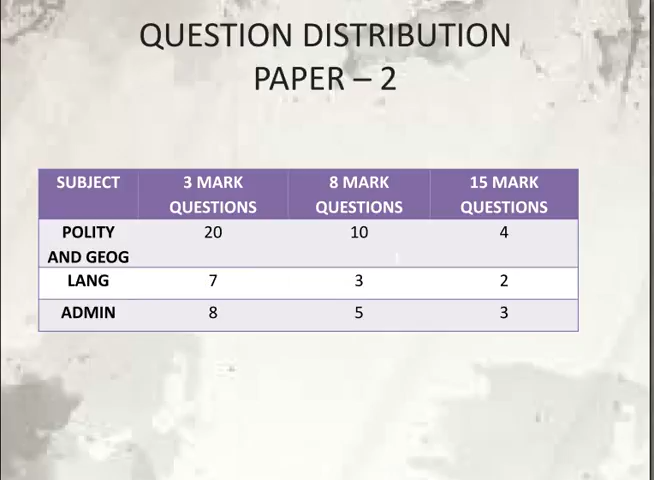 QUESTION DISTRIBUTION
PAPER – 2
SUBJECT 3 MARK QUESTIONS 8 MARK QUESTIONS 15 MARK QUESTIONS
POLITY AND GEOG 20 10 4
LANG 7 3 2
ADMIN 8 5 3